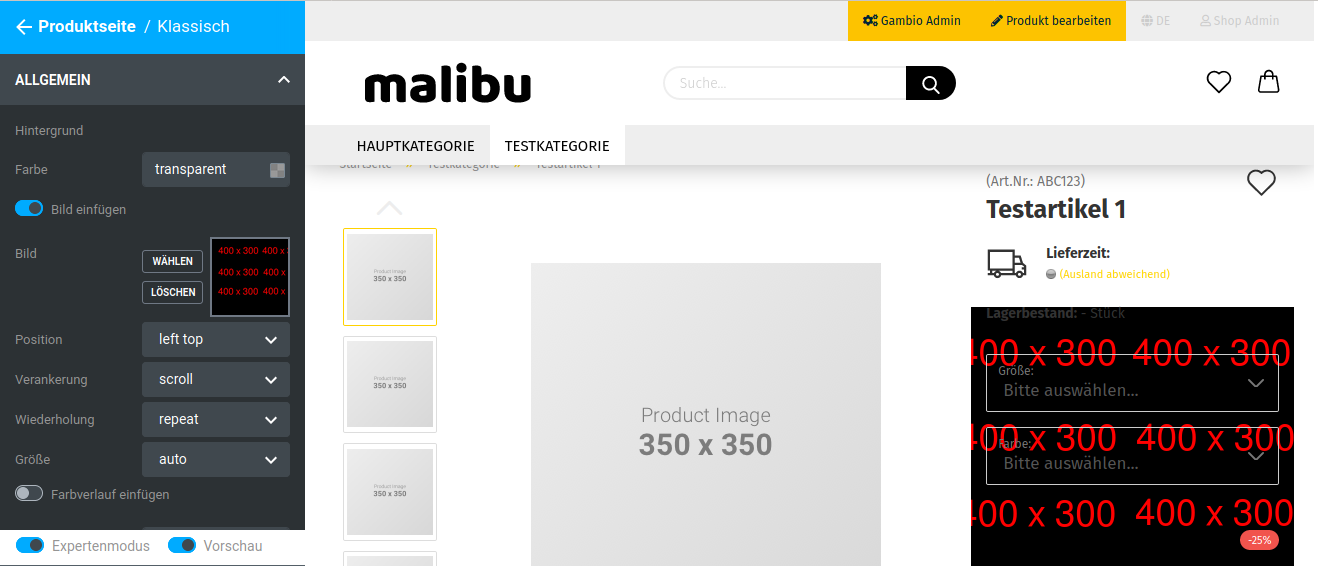 Produktseite / Klassisch
ALLGEMEIN
Hintergrund
Farbe
transparent
Bild einfügen
Bild
WÄHLEN
LÖSCHEN
400 x 300 400 x
400 x 300 400 x
400 x 300 400 x
Position
left top
Verankerung
scroll
Wiederholung
repeat
Größe
auto
Farbverlauf einfügen
Expertenmodus
Vorschau
Gambio Admin
Produkt bearbeiten
DE
Shop Admin
malibu
Suche...
HAUPTKATEGORIE
TESTKATEGORIE
Startseite » Testkategorie » Testartikel 1
Product Image
350 x 350
Product Image
350 x 350
Product Image
350 x 350
Product Image
350 x 350
(Art.Nr.: ABC123)
Testartikel 1
Lieferzeit:
(Ausland abweichend)
Lagerbestand: - Stück
400 x 300 400 x 300
Größe:
Bitte auswählen...
400 x 300 400 x 300
Farbe:
Bitte auswählen...
400 x 300 400 x 300
-25%